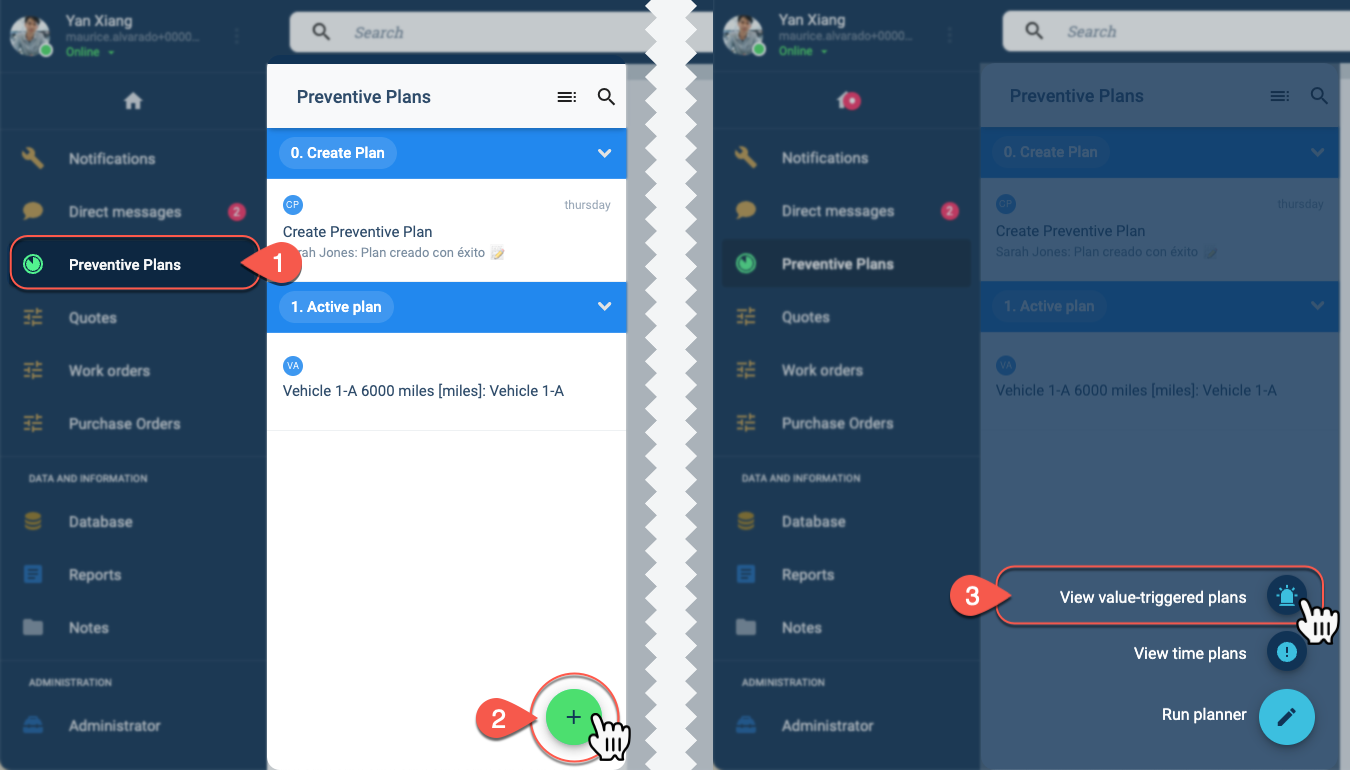 Yan Xiang
maurice.alvarado+0000...
Online
Search
Notifications
Direct messages
2
Preventive Plans
1
Quotes
Work orders
Purchase Orders
DATA AND INFORMATION
Database
Reports
Notes
ADMINISTRATION
Administrator
Preventive Plans
0. Create Plan
CP
thursday
Create Preventive Plan
rah Jones: Plan creado con éxito
1. Active plan
VA
Vehicle 1-A 6000 miles [miles]: Vehicle 1-A
2
+
Yan Xiang
maurice.alvarado+0000...
Online
Search
Notifications
Direct messages
2
Preventive Plans
Quotes
Work orders
Purchase Orders
DATA AND INFORMATION
Database
Reports
Notes
ADMINISTRATION
Administrator
Preventive Plans
0. Create Plan
CP
thursday
Create Preventive Plan
Sarah Jones: Plan creado con éxito
1. Active plan
VA
Vehicle 1-A 6000 miles [miles]: Vehicle 1-A
3
View value-triggered plans
View time plans
Run planner